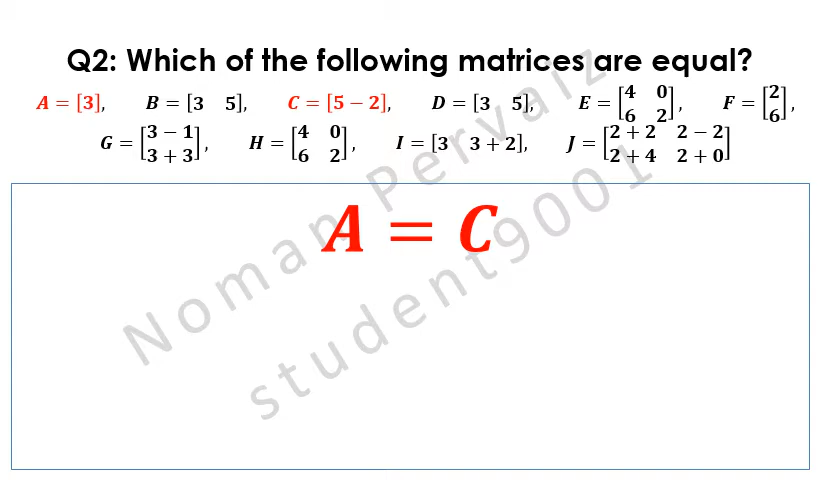 Q2: Which of the following matrices are equal?
A = [3],  B = [3  5],  C = [5 − 2],  D = [3  5],  E = [4  0; 6  2],  F = [2; 6],
G = [3 − 1; 3 + 3],  H = [4  0; 6  2],  I = [3  3 + 2],  J = [2 + 2  2 − 2; 2 + 4  2 + 0]
A = C
Noman Pervaiz
student9001